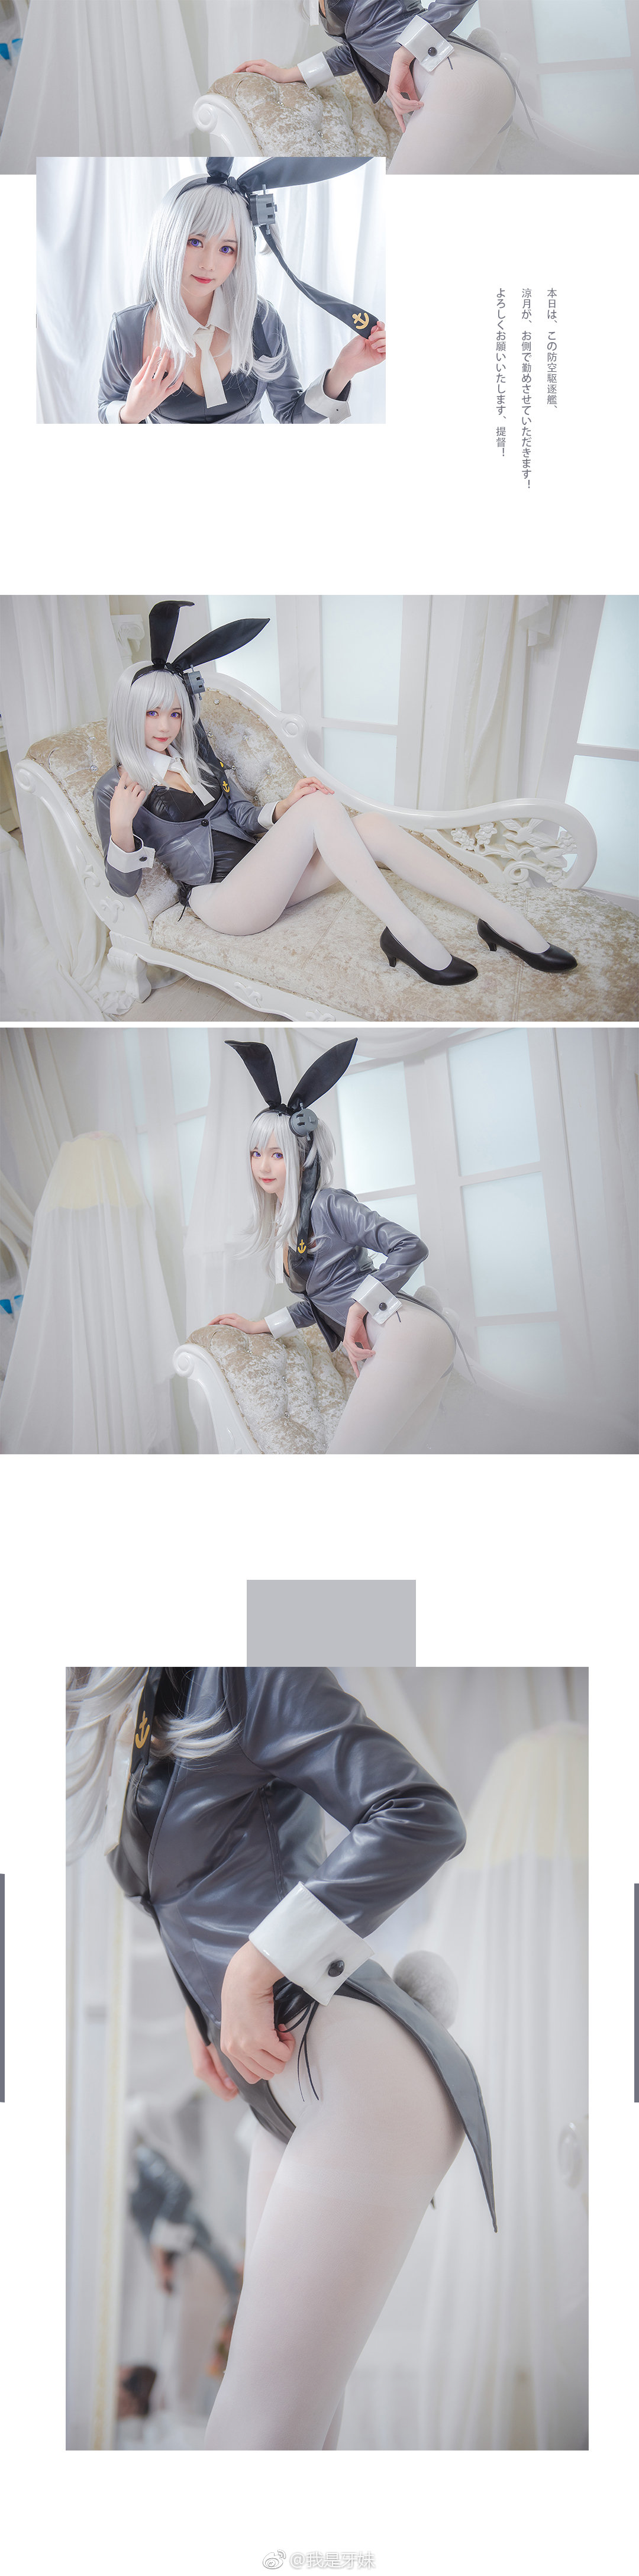 本日は、この防空駆逐艦、
涼月が、お側で勤めさせていただきます！
よろしくお願いいたします、提督！
@我是牙妹